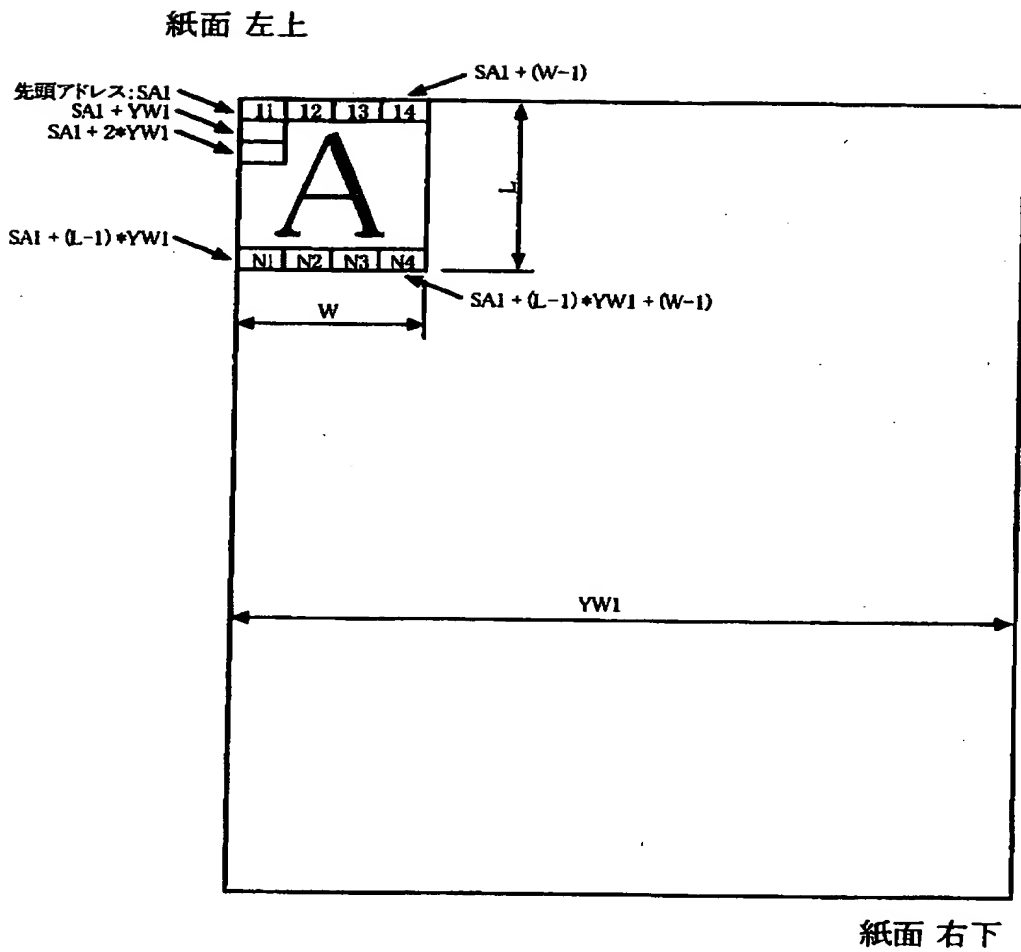 紙面 左上
SA1 + (W-1)
先頭アドレス:SA1
SA1 + YW1
SA1 + 2*YW1
11 12 13 14
A
L
SA1 + (L-1)*YW1
N1 N2 N3 N4
SA1 + (L-1)*YW1 + (W-1)
W
YW1
紙面 右下